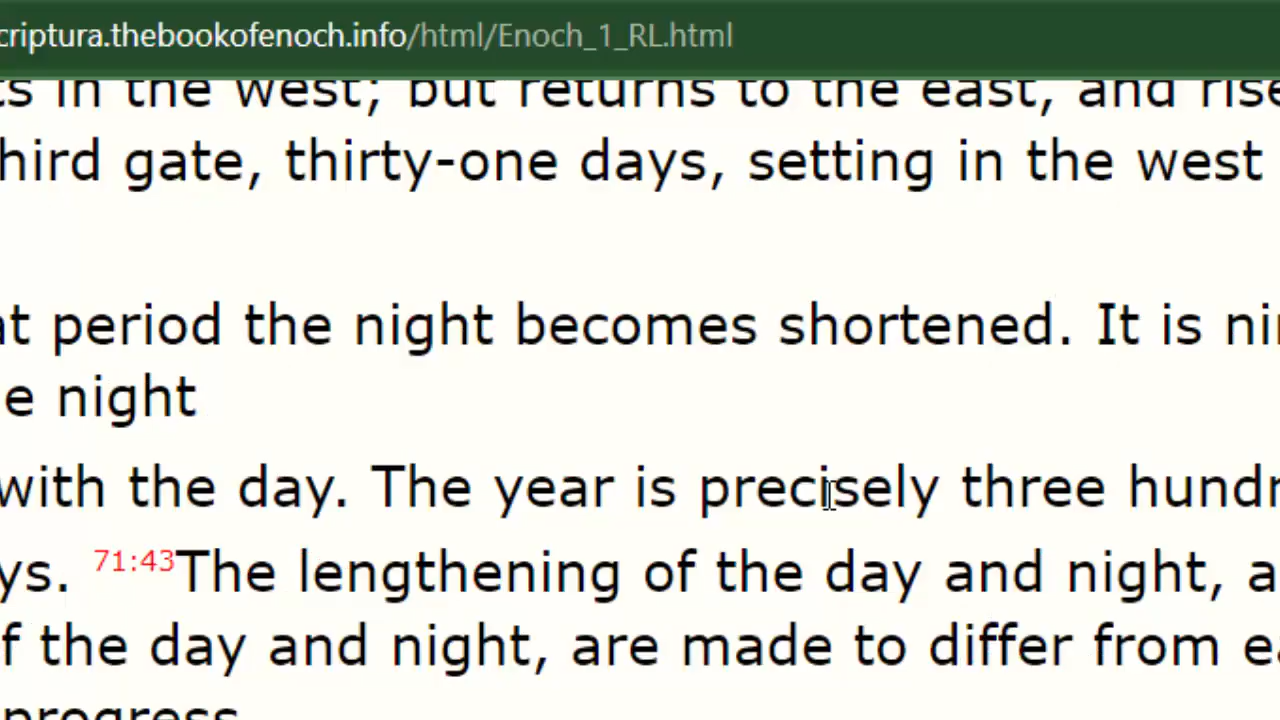 criptura.thebookofenoch.info/html/Enoch_1_RL.html
ts in the west; but returns to the east, and rise
hird gate, thirty-one days, setting in the west
at period the night becomes shortened. It is nin
e night
with the day. The year is precisely three hundr
ys. 71:43The lengthening of the day and night, a
f the day and night, are made to differ from ea
progress